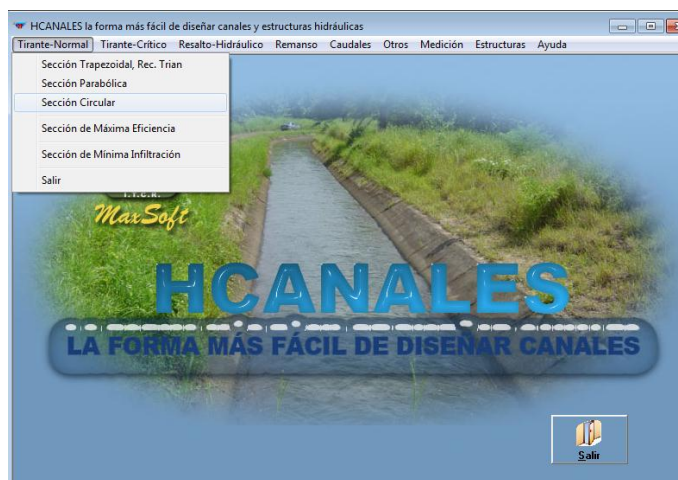 HCANALES la forma más fácil de diseñar canales y estructuras hidráulicas
Tirante-Normal Tirante-Crítico Resalto-Hidráulico Remanso Caudales Otros Medición Estructuras Ayuda
Sección Trapezoidal, Rec. Trian
Sección Parabólica
Sección Circular
Sección de Máxima Eficiencia
Sección de Mínima Infiltración
Salir
MaxSoft
HCANALES
LA FORMA MÁS FÁCIL DE DISEÑAR CANALES
Salir